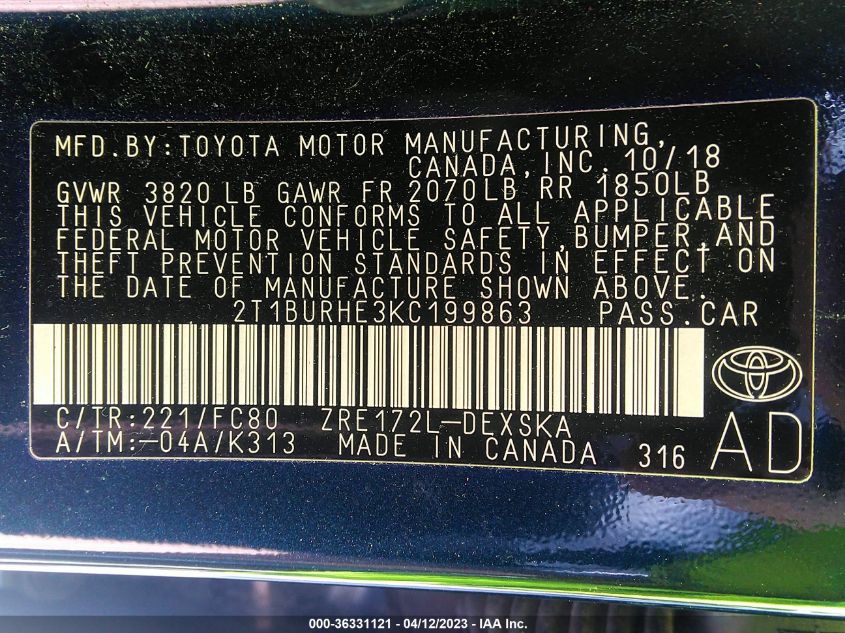 MFD.BY:TOYOTA MOTOR MANUFACTURING,
CANADA,INC. 10/18
GVWR 3820 LB GAWR FR 2070LB RR 1850LB
THIS VEHICLE CONFORMS TO ALL APPLICABLE
FEDERAL MOTOR VEHICLE SAFETY,BUMPER,AND
THEFT PREVENTION STANDARDS IN EFFECT ON
THE DATE OF MANUFACTURE SHOWN ABOVE.
2T1BURHE3KC199863 PASS.CAR
C/TR:221/FC80 ZRE172L-DEXSKA
A/TM:-04A/K313 MADE IN CANADA 316
AD
000-36331121 - 04/12/2023 - IAA Inc.